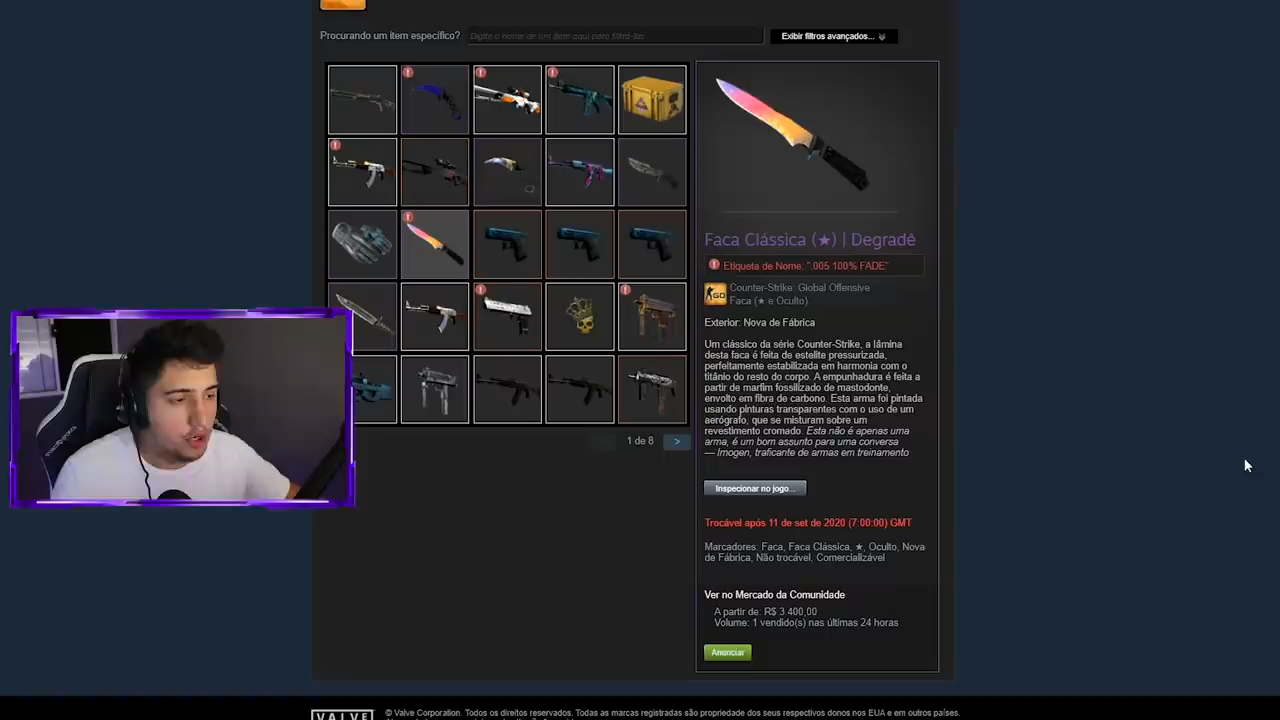 Procurando um item específico?
Digite o nome de um item aqui para filtrá-los
Exibir filtros avançados...
Faca Clássica (★) | Degradê
Etiqueta de Nome: ".005 100% FADE"
Counter-Strike: Global Offensive
Faca (★ e Oculto)
Exterior: Nova de Fábrica
Um clássico da série Counter-Strike, a lâmina
desta faca é feita de estelite pressurizada,
perfeitamente estabilizada em harmonia com o
titânio do resto do corpo. A empunhadura é feita a
partir de marfim fossilizado de mastodonte,
envolto em fibra de carbono. Esta arma foi pintada
usando pinturas transparentes com o uso de um
aerógrafo, que se misturam sobre um
revestimento cromado. Esta não é apenas uma
arma, é um bom assunto para uma conversa
— Imogen, traficante de armas em treinamento
1 de 8
>
Inspecionar no jogo...
Trocável após 11 de set de 2020 (7:00:00) GMT
Marcadores: Faca, Faca Clássica, ★, Oculto, Nova
de Fábrica, Não trocável, Comercializável
Ver no Mercado da Comunidade
A partir de: R$ 3.400,00
Volume: 1 vendido(s) nas últimas 24 horas
Anunciar
VALVE
© Valve Corporation. Todos os direitos reservados. Todas as marcas registradas são propriedade dos seus respectivos donos nos EUA e em outros países.